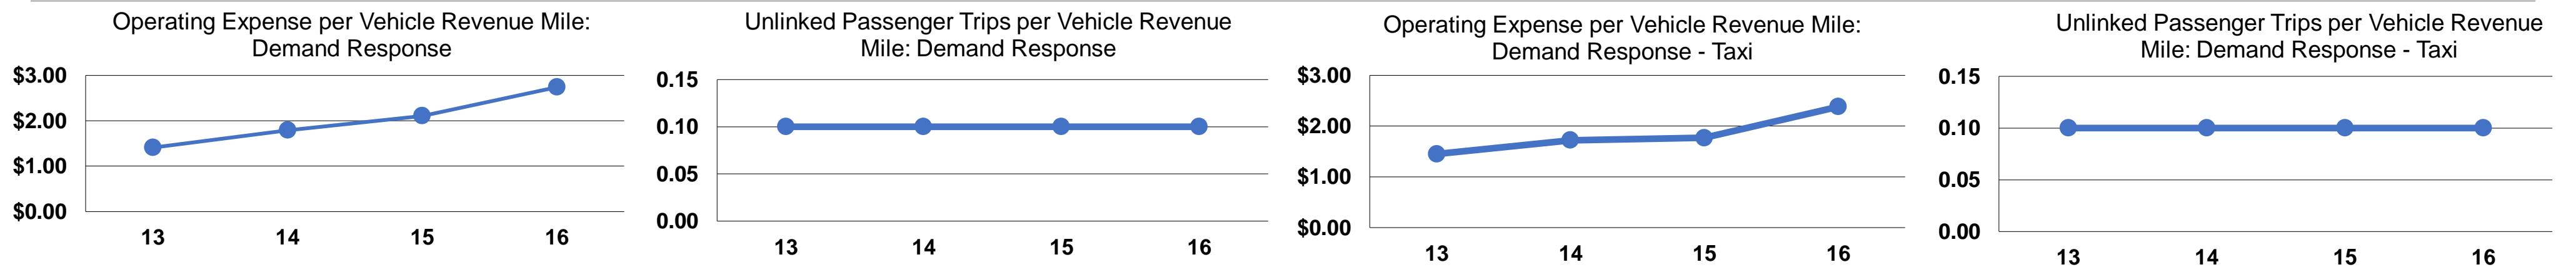 Operating Expense per Vehicle Revenue Mile:
Demand Response
$3.00
$2.00
$1.00
$0.00
13 14 15 16
Unlinked Passenger Trips per Vehicle Revenue
Mile: Demand Response
0.15
0.10
0.05
0.00
13 14 15 16
Operating Expense per Vehicle Revenue Mile:
Demand Response - Taxi
$3.00
$2.00
$1.00
$0.00
13 14 15 16
Unlinked Passenger Trips per Vehicle Revenue
Mile: Demand Response - Taxi
0.15
0.10
0.05
0.00
13 14 15 16